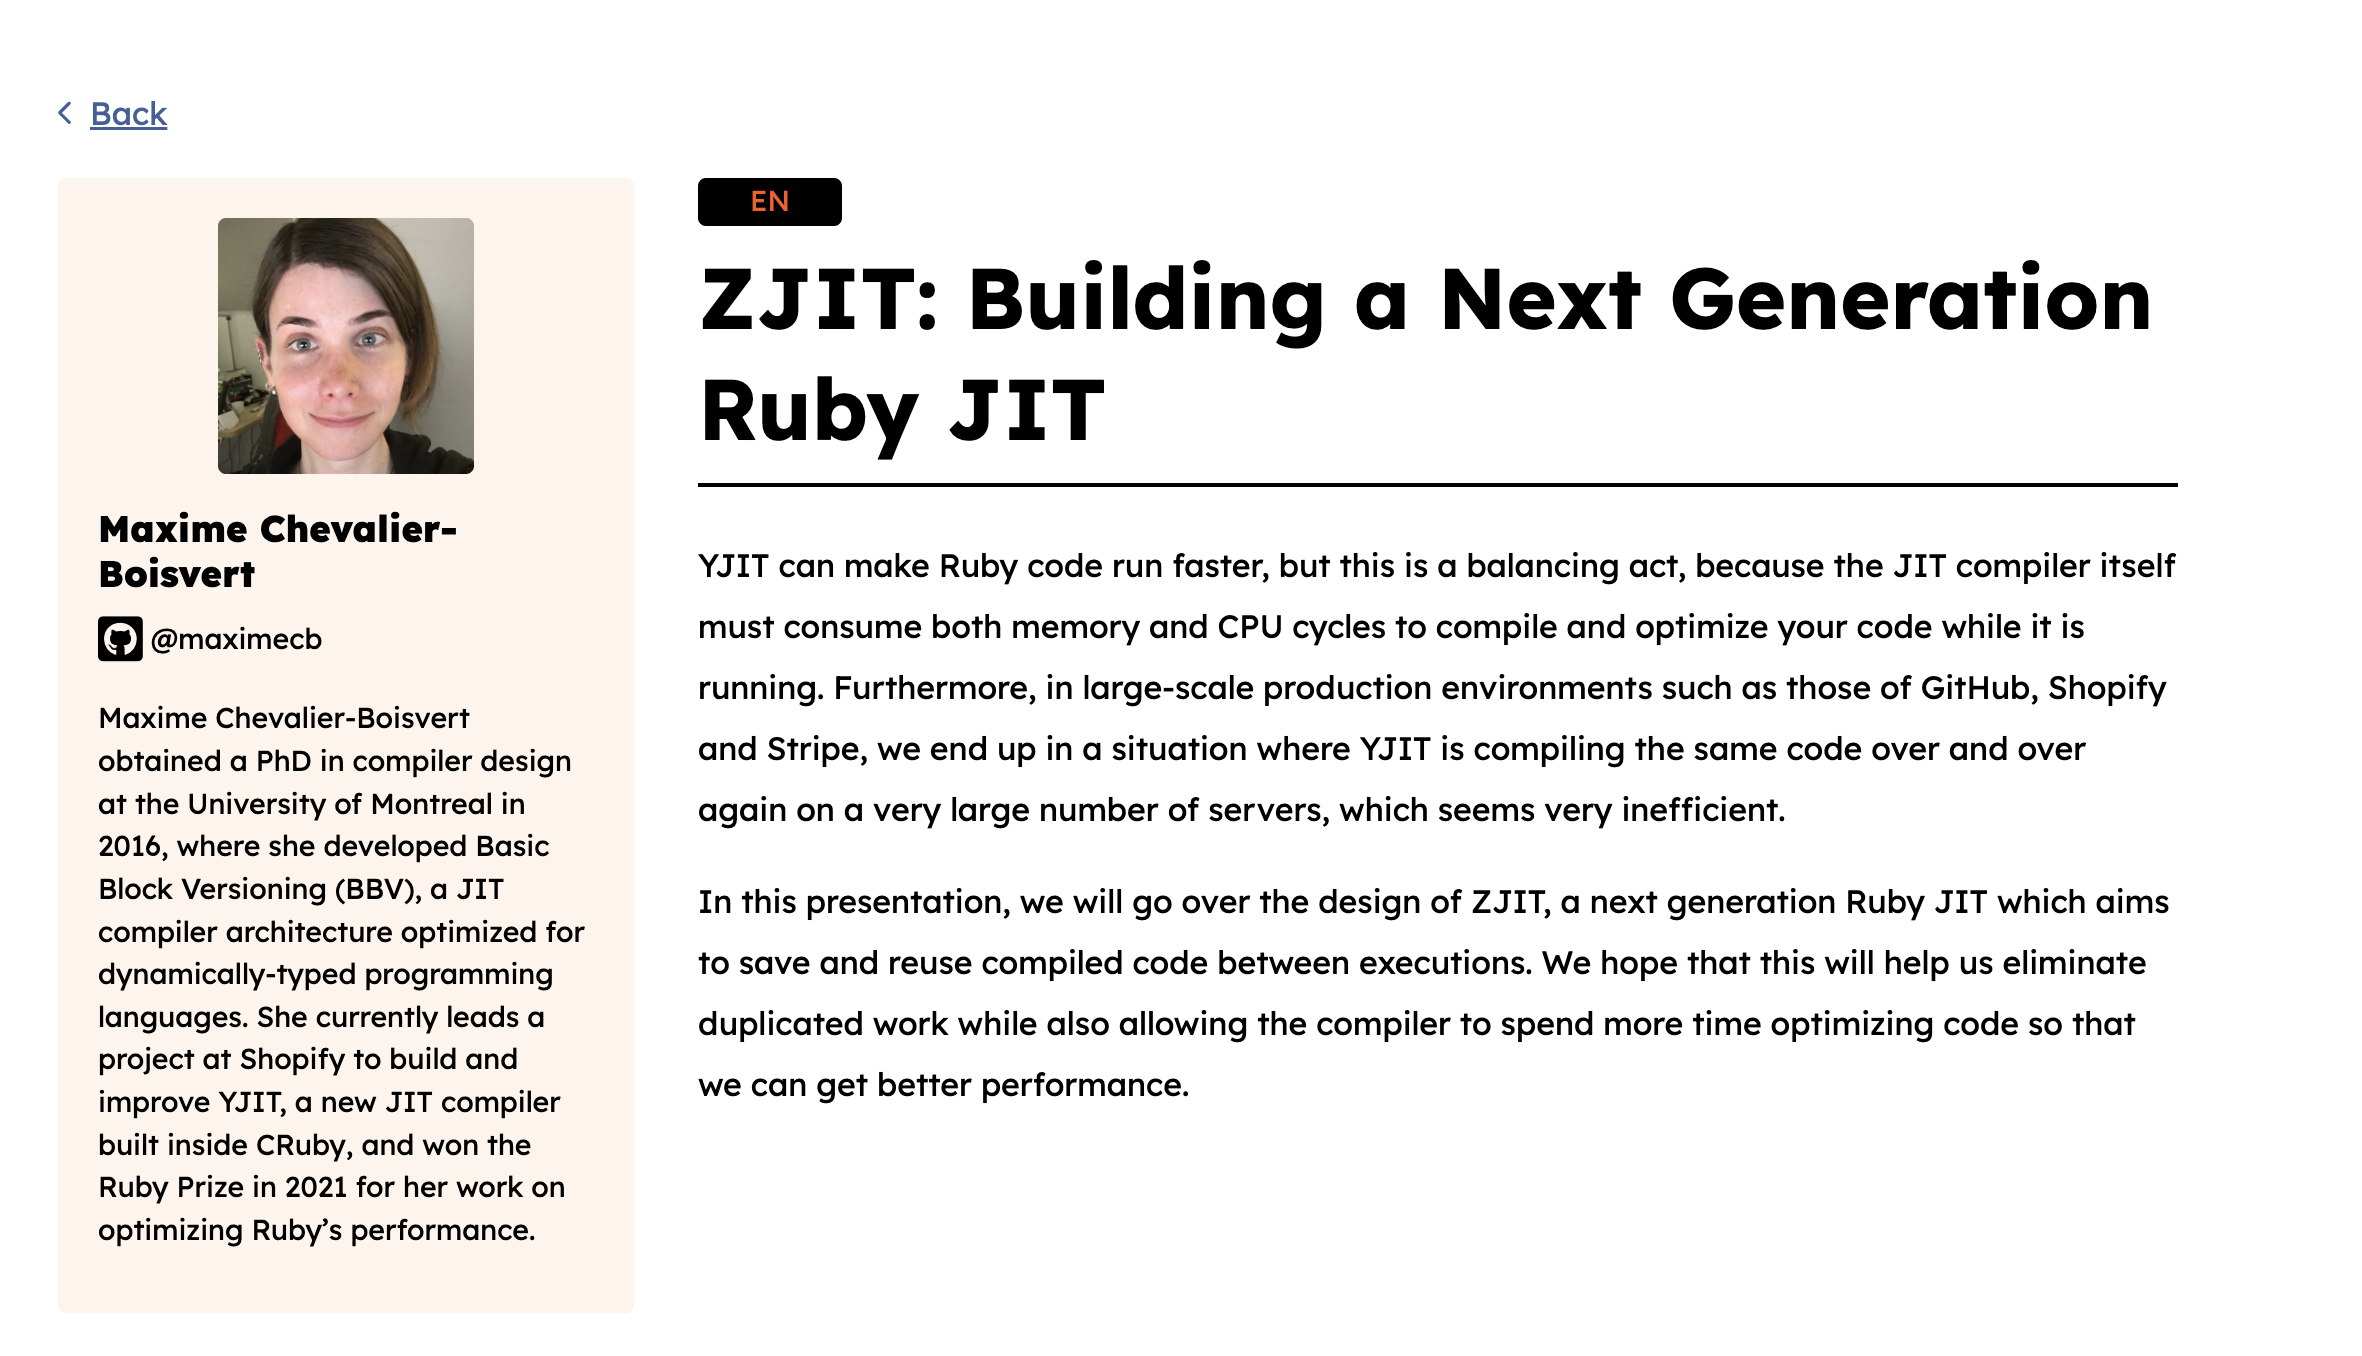 Back
Maxime Chevalier-
Boisvert
@maximecb
Maxime Chevalier-Boisvert
obtained a PhD in compiler design
at the University of Montreal in
2016, where she developed Basic
Block Versioning (BBV), a JIT
compiler architecture optimized for
dynamically-typed programming
languages. She currently leads a
project at Shopify to build and
improve YJIT, a new JIT compiler
built inside CRuby, and won the
Ruby Prize in 2021 for her work on
optimizing Ruby’s performance.
EN
ZJIT: Building a Next Generation
Ruby JIT
YJIT can make Ruby code run faster, but this is a balancing act, because the JIT compiler itself
must consume both memory and CPU cycles to compile and optimize your code while it is
running. Furthermore, in large-scale production environments such as those of GitHub, Shopify
and Stripe, we end up in a situation where YJIT is compiling the same code over and over
again on a very large number of servers, which seems very inefficient.
In this presentation, we will go over the design of ZJIT, a next generation Ruby JIT which aims
to save and reuse compiled code between executions. We hope that this will help us eliminate
duplicated work while also allowing the compiler to spend more time optimizing code so that
we can get better performance.